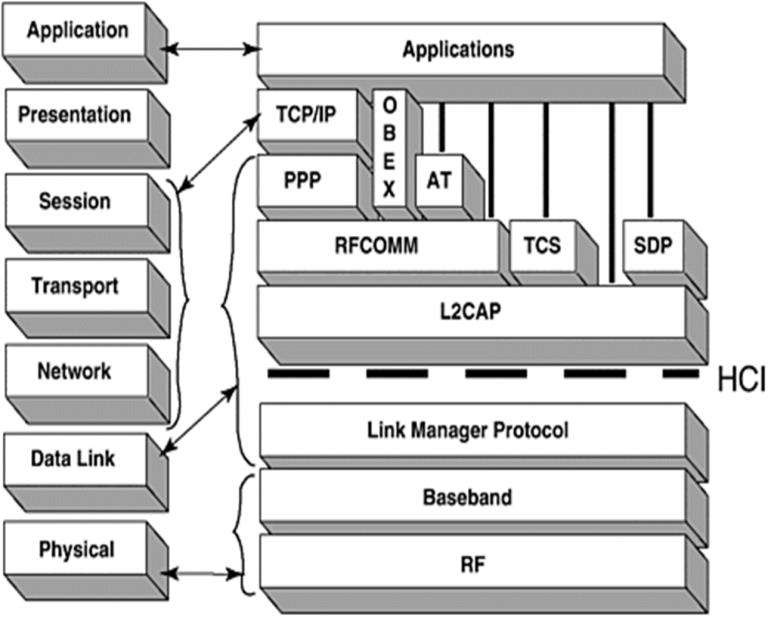 Application
Presentation
Session
Transport
Network
Data Link
Physical
Applications
TCP/IP
OBEX
PPP
AT
RFCOMM
TCS
SDP
L2CAP
HCI
Link Manager Protocol
Baseband
RF